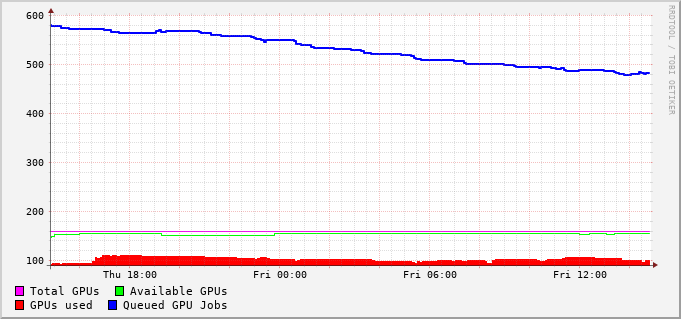 600
500
400
300
200
100
Thu 18:00 Fri 00:00 Fri 06:00 Fri 12:00
Total GPUs Available GPUs
GPUs used Queued GPU Jobs
RRDTOOL / TOBI OETIKER